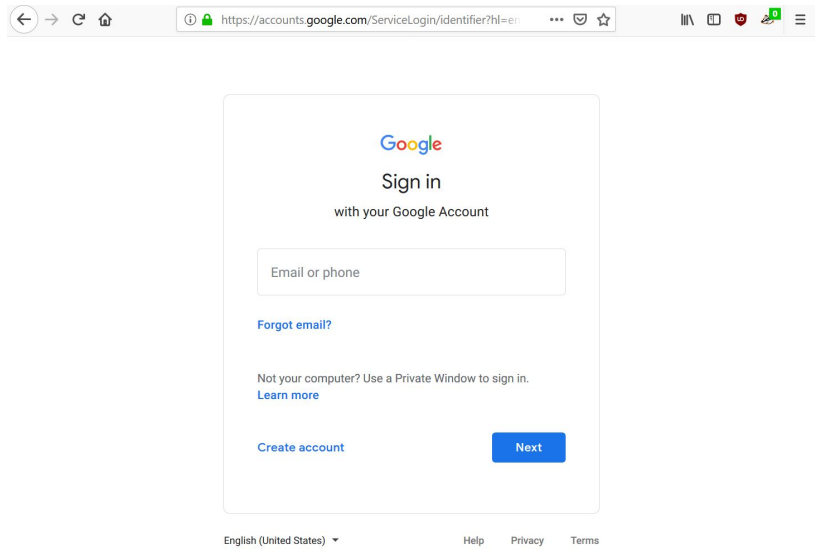 https://accounts.google.com/ServiceLogin/identifier?hl=en
0
Google
Sign in
with your Google Account
Email or phone
Forgot email?
Not your computer? Use a Private Window to sign in.
Learn more
Create account
Next
English (United States)
Help Privacy Terms